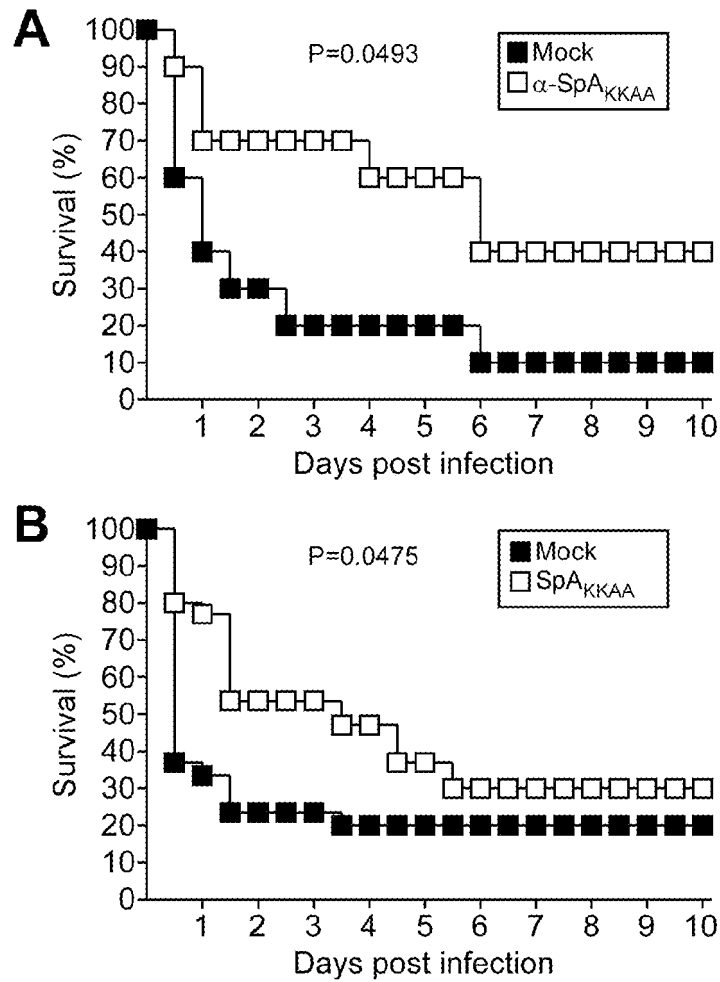 A
P=0.0493
Mock
α-SpAKKAA
Survival (%)
100
90
80
70
60
50
40
30
20
10
0
1 2 3 4 5 6 7 8 9 10
Days post infection
B
P=0.0475
Mock
SpAKKAA
Survival (%)
100
90
80
70
60
50
40
30
20
10
0
1 2 3 4 5 6 7 8 9 10
Days post infection